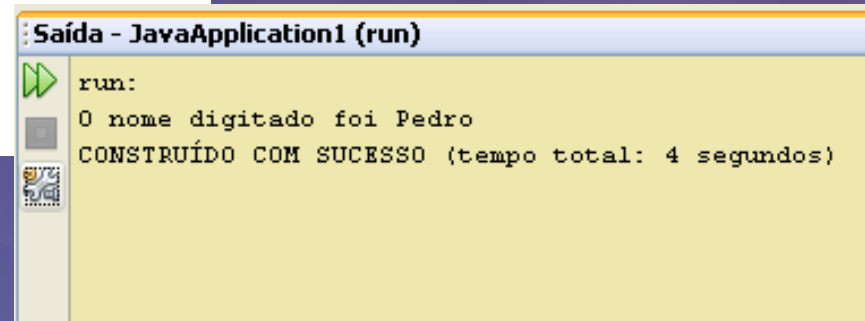 Saída - JavaApplication1 (run)
run:
O nome digitado foi Pedro
CONSTRUÍDO COM SUCESSO (tempo total: 4 segundos)